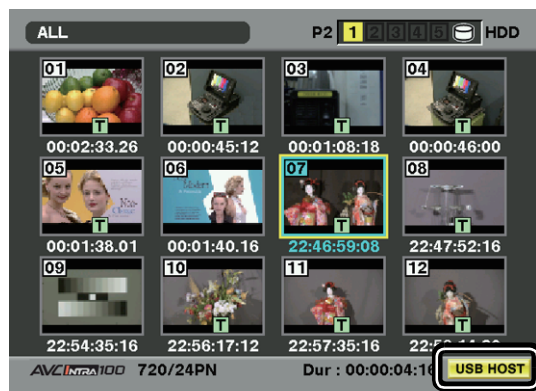 ALL P2 1 2 3 4 5 HDD
01 02 03 04
T T T T
00:02:33.26 00:00:45:12 00:01:08:18 00:00:46:00
05 06 07 08
T T T T
00:01:38.01 00:01:40.16 22:46:59:08 22:47:52:16
09 10 11 12
T T T
22:54:35:16 22:56:17:12 22:57:35:16
AVC INTRA 100 720/24PN Dur : 00:00:04:16 USB HOST